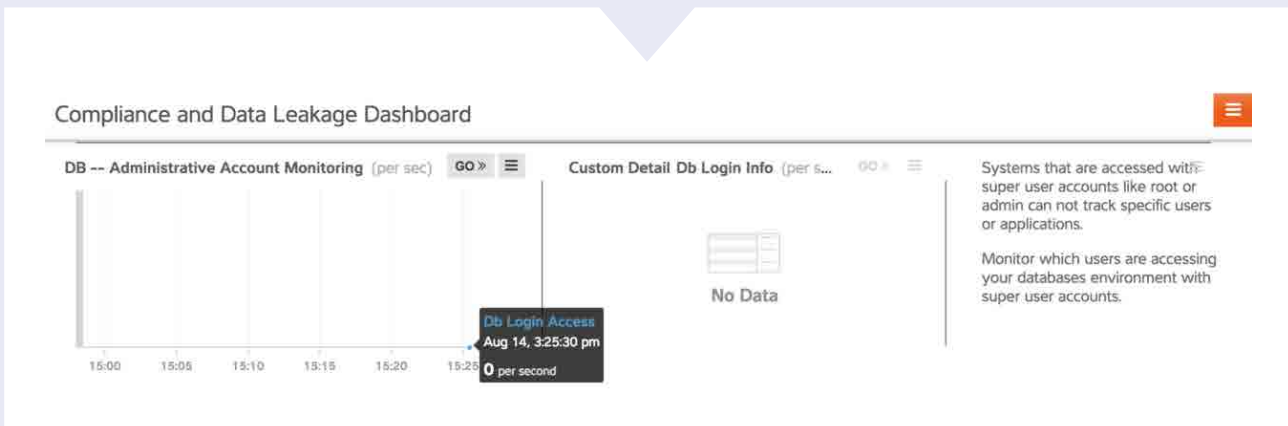 Compliance and Data Leakage Dashboard
DB -- Administrative Account Monitoring (per sec) GO »
Custom Detail Db Login Info (per s... GO »
Systems that are accessed with
super user accounts like root or
admin can not track specific users
or applications.
Monitor which users are accessing
your databases environment with
super user accounts.
No Data
Db Login Access
Aug 14, 3:25:30 pm
0 per second
15:00 15:05 15:10 15:15 15:20 15:25